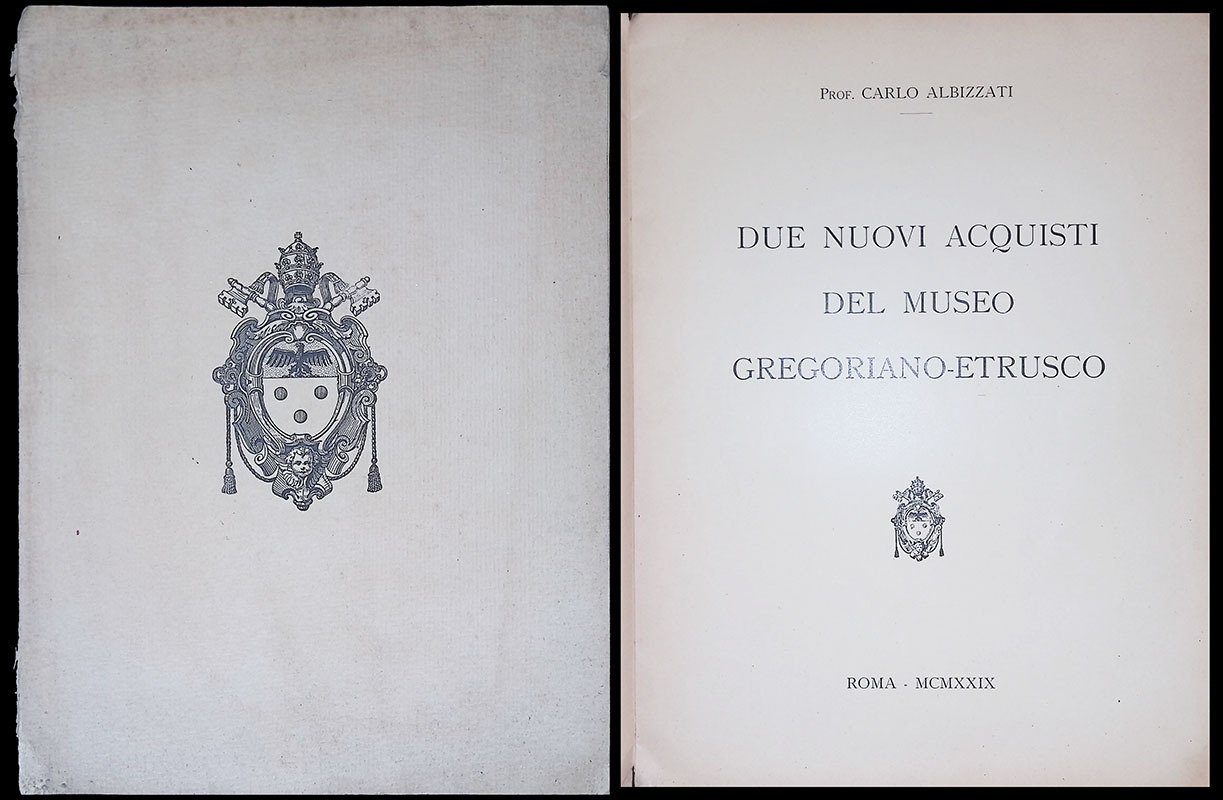 Prof. CARLO ALBIZZATI
DUE NUOVI ACQUISTI
DEL MUSEO
GREGORIANO-ETRUSCO
ROMA - MCMXXIX